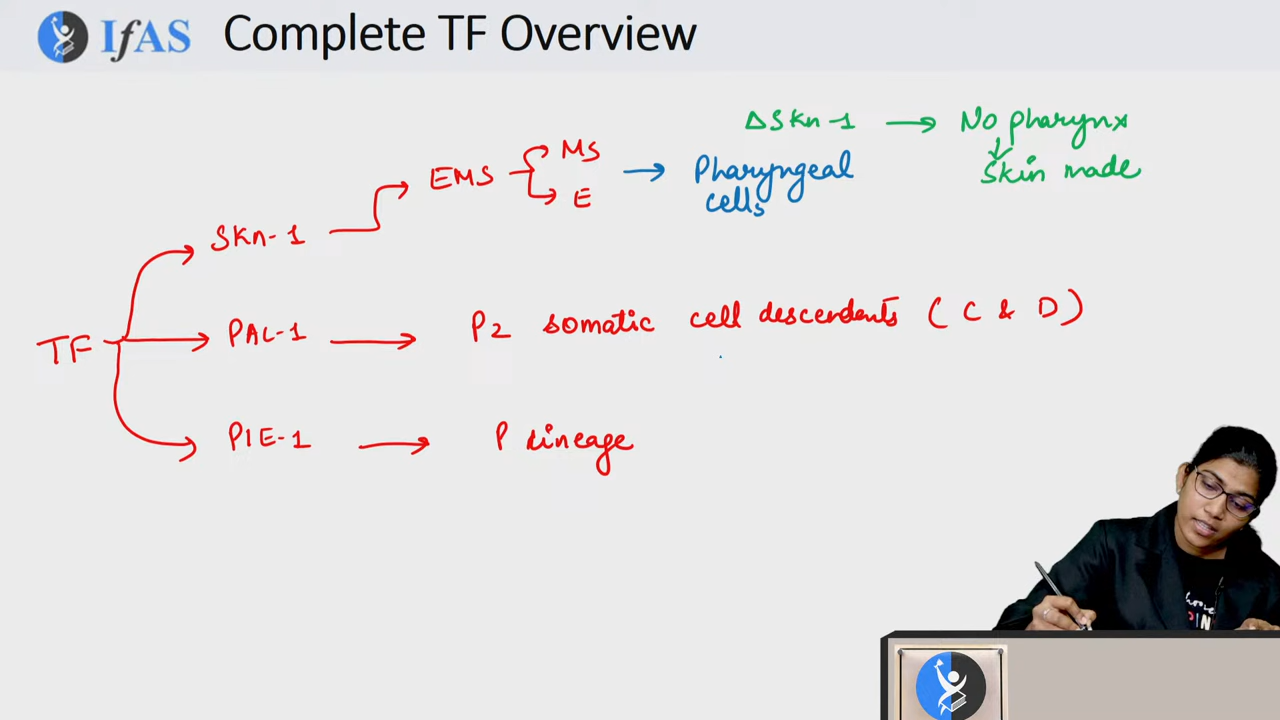 IfAS Complete TF Overview
ΔSkn-1 → No pharynx
Skin made
EMS → MS
E
→ Pharyngeal
cells
SKn-1
TF
PAL-1 → P2 somatic cell descendents ( C & D )
PIE-1 → P lineage